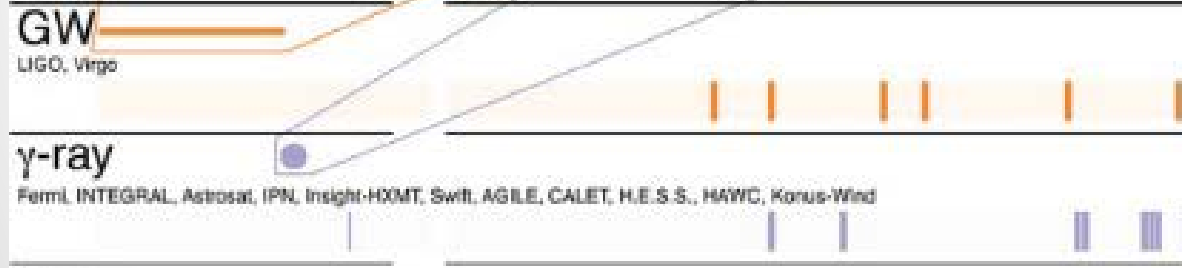 GW
LIGO, Virgo
γ-ray
Fermi, INTEGRAL, Astrosat, IPN, Insight-HXMT, Swift, AGILE, CALET, H.E.S.S., HAWC, Konus-Wind